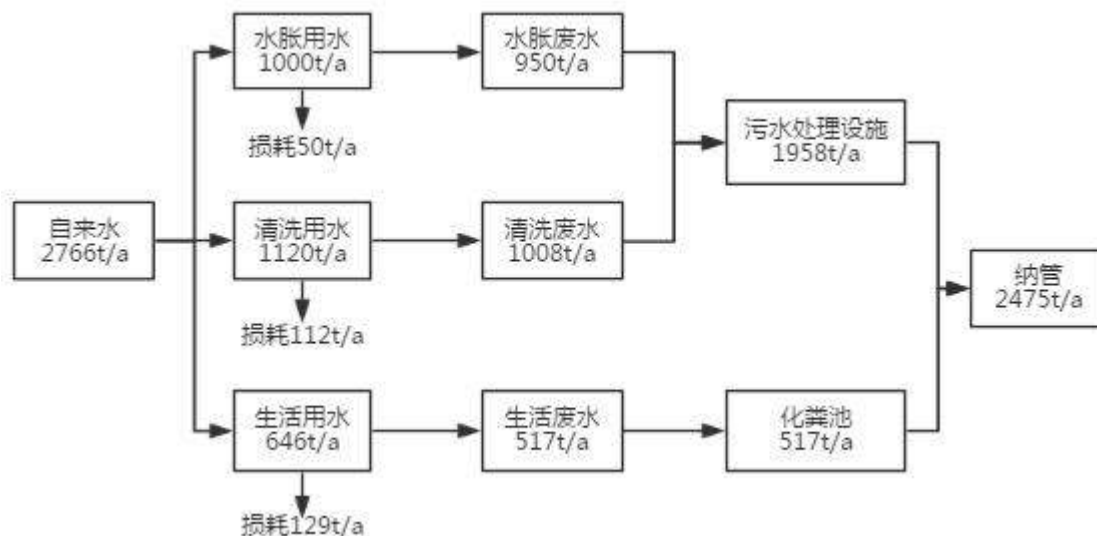 水胀用水
1000t/a
水胀废水
950t/a
损耗50t/a
污水处理设施
1958t/a
自来水
2766t/a
清洗用水
1120t/a
清洗废水
1008t/a
损耗112t/a
纳管
2475t/a
生活用水
646t/a
生活废水
517t/a
化粪池
517t/a
损耗129t/a